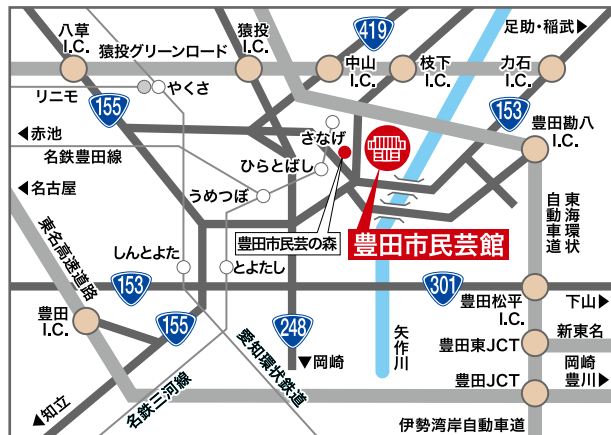 足助・稲武▶
八草
I.C.
猿投グリーンロード
猿投
I.C.
419
中山
I.C.
枝下
I.C.
力石
I.C.
リニモ
やくさ
155
153
◀赤池
名鉄豊田線
さなげ
豊田勘八
I.C.
ひらとばし
◀名古屋
うめつぼ
東海環状
自動車道
東名高速道路
豊田市民芸の森
豊田市民芸館
しんとよた
とよたし
153
301
豊田松平
I.C.
下山▶
豊田
I.C.
155
248
矢作川
豊田東JCT
新東名
▼岡崎
愛知環状鉄道
岡崎
豊川▶
豊田JCT
▲知立
名鉄三河線
伊勢湾岸自動車道